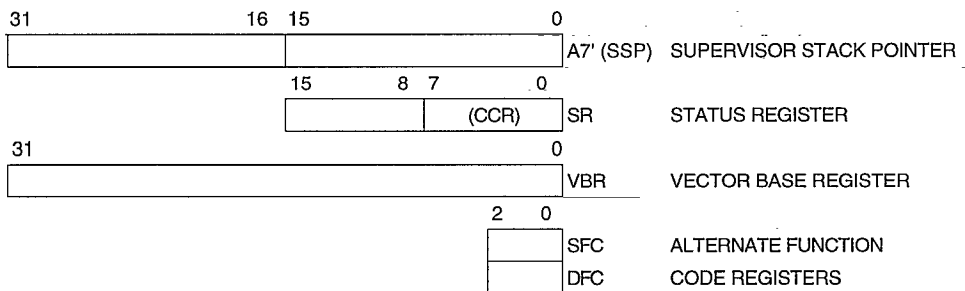 31 16 15 0
A7' (SSP) SUPERVISOR STACK POINTER
15 8 7 0
(CCR) SR STATUS REGISTER
31 0
VBR VECTOR BASE REGISTER
2 0
SFC ALTERNATE FUNCTION
DFC CODE REGISTERS